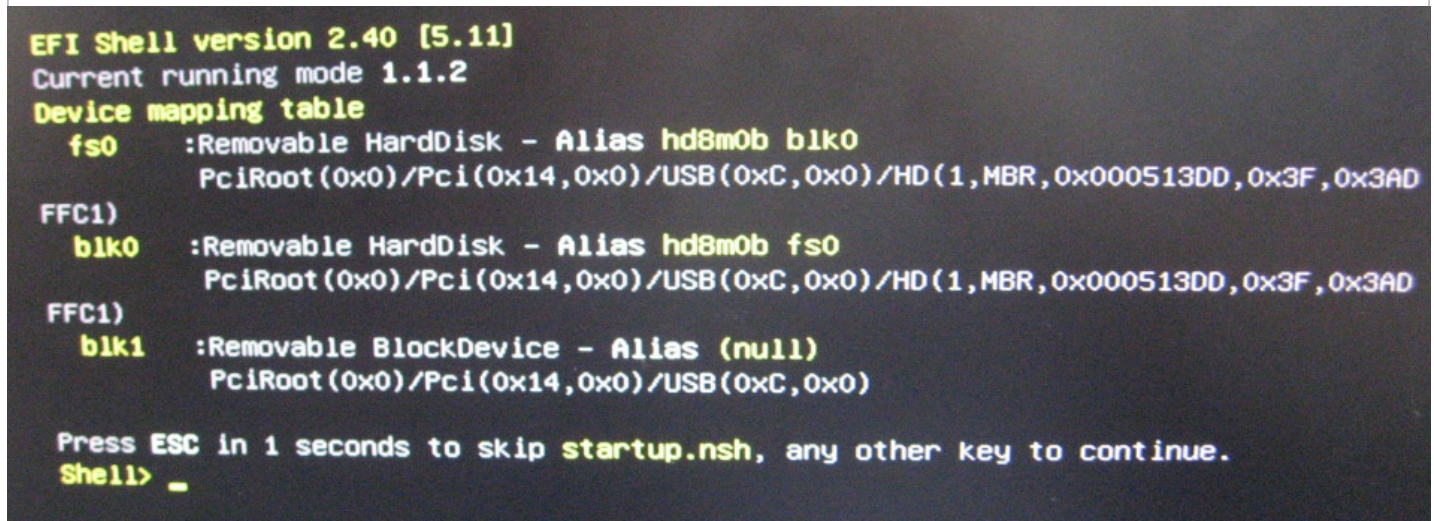 EFI Shell version 2.40 [5.11]
Current running mode 1.1.2
Device mapping table
fs0 :Removable HardDisk - Alias hd8m0b blk0
PciRoot(0x0)/Pci(0x14,0x0)/USB(0xC,0x0)/HD(1,MBR,0x000513DD,0x3F,0x3AD
FFC1)
blk0 :Removable HardDisk - Alias hd8m0b fs0
PciRoot(0x0)/Pci(0x14,0x0)/USB(0xC,0x0)/HD(1,MBR,0x000513DD,0x3F,0x3AD
FFC1)
blk1 :Removable BlockDevice - Alias (null)
PciRoot(0x0)/Pci(0x14,0x0)/USB(0xC,0x0)
Press ESC in 1 seconds to skip startup.nsh, any other key to continue.
Shell> _